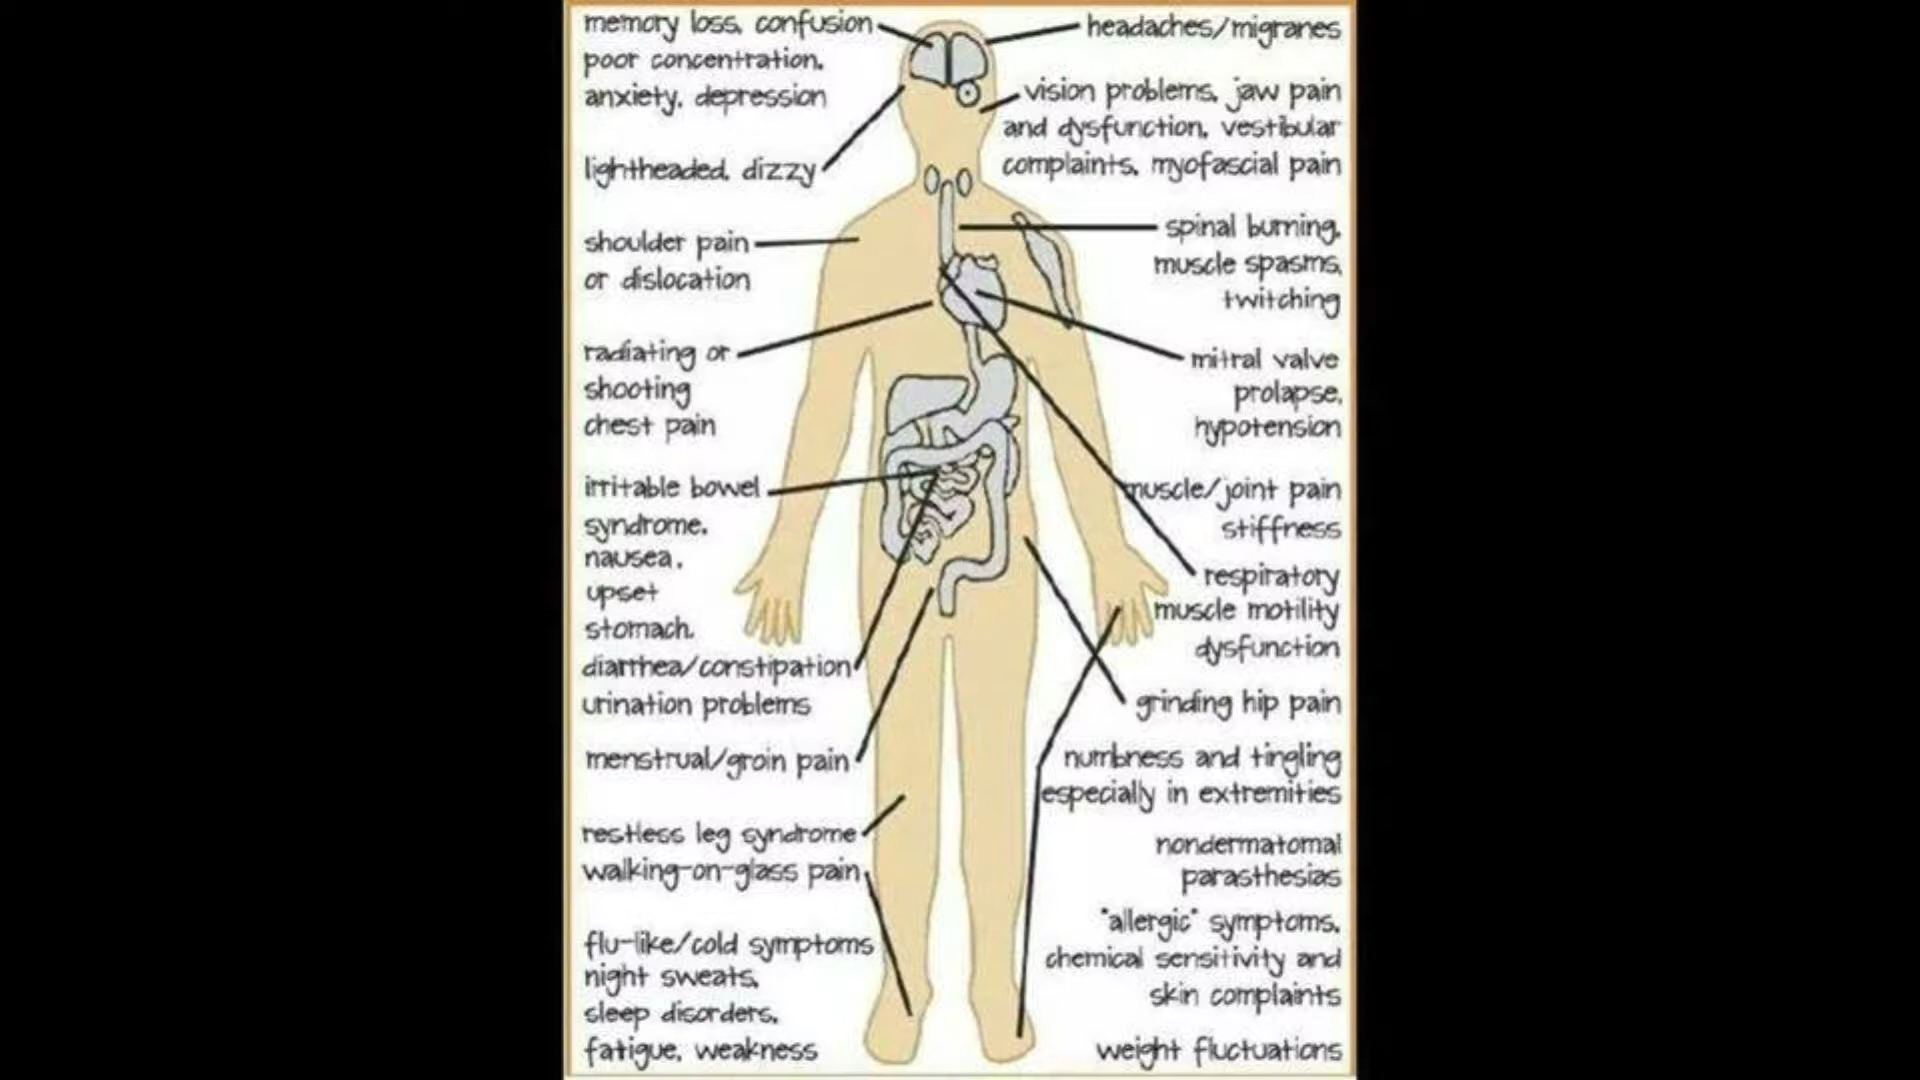 memory loss, confusion
poor concentration,
anxiety, depression
lightheaded, dizzy
shoulder pain
or dislocation
radiating or
shooting
chest pain
irritable bowel
syndrome,
nausea,
upset
stomach,
diarrhea/constipation
urination problems
menstrual/groin pain
restless leg syndrome
walking-on-glass pain
flu-like/cold symptoms
night sweats,
sleep disorders,
fatigue, weakness
headaches/migranes
vision problems, jaw pain
and dysfunction, vestibular
complaints, myofascial pain
spinal burning,
muscle spasms,
twitching
mitral valve
prolapse,
hypotension
muscle/joint pain
stiffness
respiratory
muscle motility
dysfunction
grinding hip pain
numbness and tingling
especially in extremities
nondermatomal
parasthesias
"allergic" symptoms,
chemical sensitivity and
skin complaints
weight fluctuations